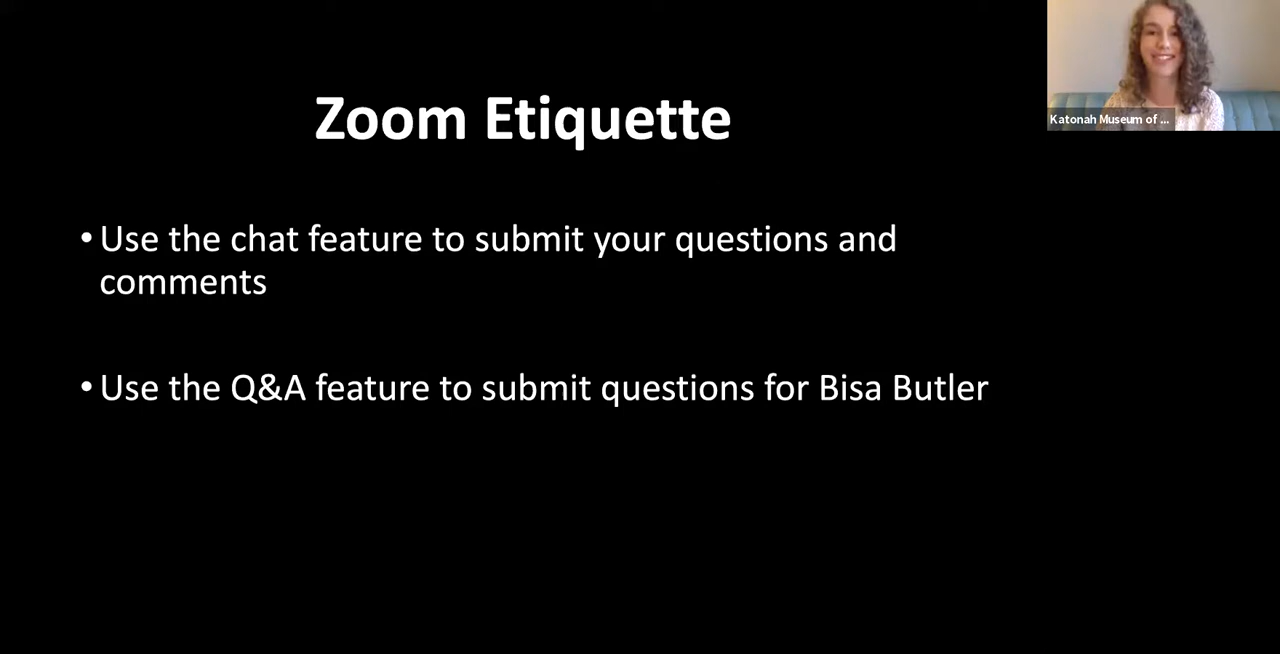 Zoom Etiquette
Katonah Museum of ...
• Use the chat feature to submit your questions and
comments
• Use the Q&A feature to submit questions for Bisa Butler